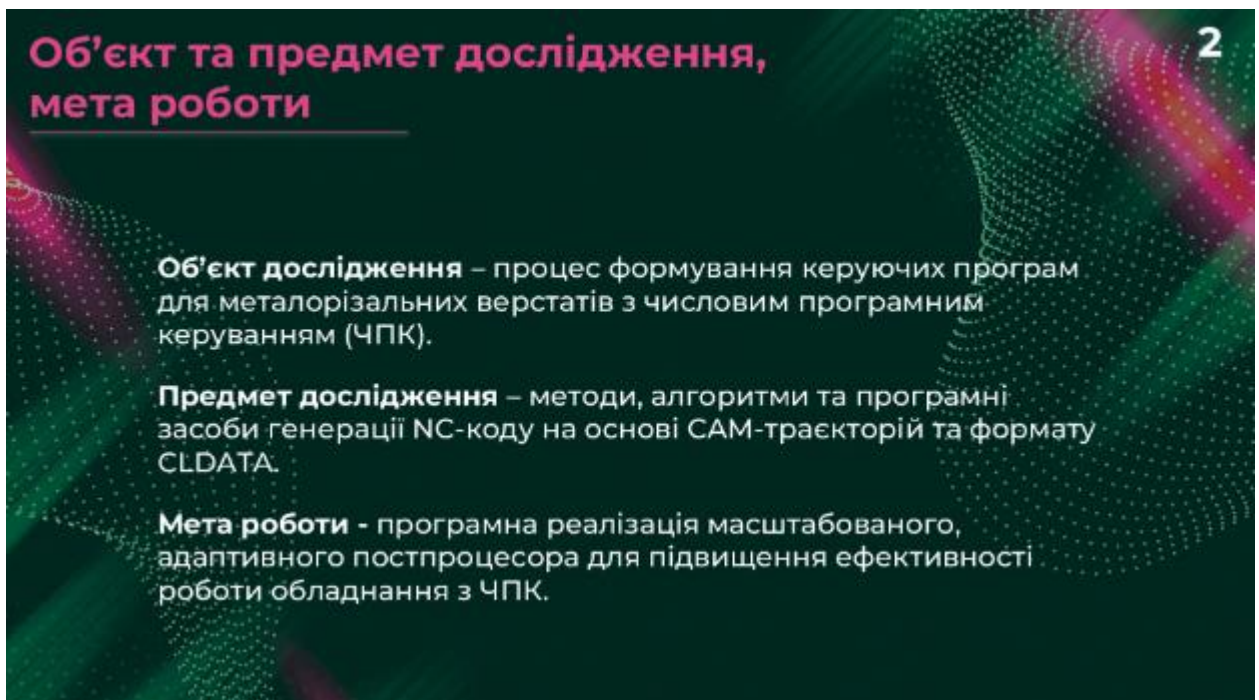 Об’єкт та предмет дослідження,
мета роботи
2
Об’єкт дослідження – процес формування керуючих програм
для металорізальних верстатів з числовим програмним
керуванням (ЧПК).
Предмет дослідження – методи, алгоритми та програмні
засоби генерації NC-коду на основі CAM-траєкторій та формату
CLDATA.
Мета роботи - програмна реалізація масштабованого,
адаптивного постпроцесора для підвищення ефективності
роботи обладнання з ЧПК.